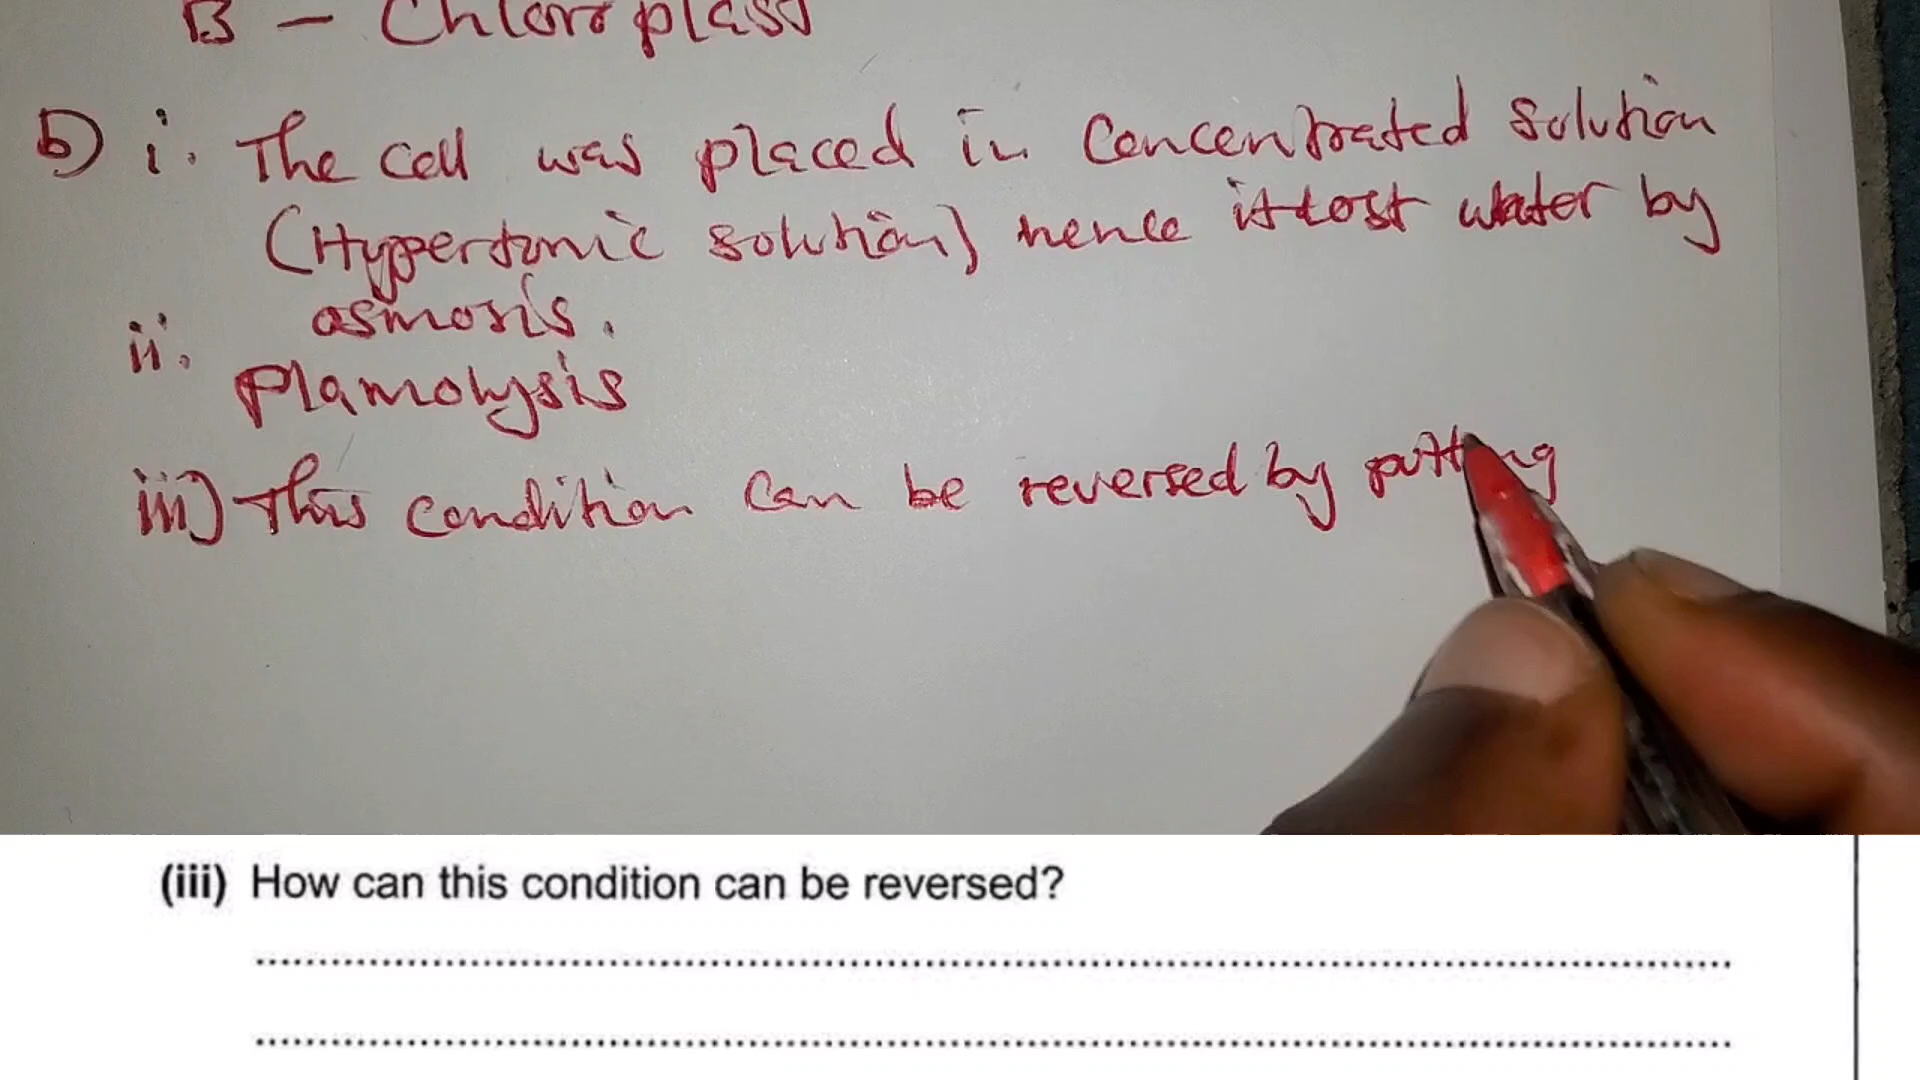 B - Chloroplast
b) i. The cell was placed in concentrated solution
(Hypertonic solution) hence it lost water by
osmosis.
ii.
Plamolysis
iii) This condition can be reversed by putting
(iii) How can this condition can be reversed?